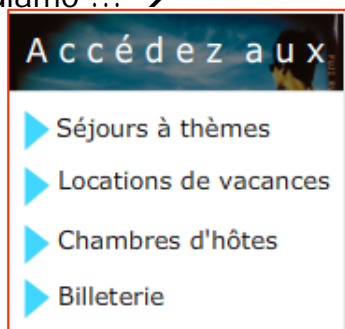 Accédez aux
Séjours à thèmes
Locations de vacances
Chambres d'hôtes
Billeterie